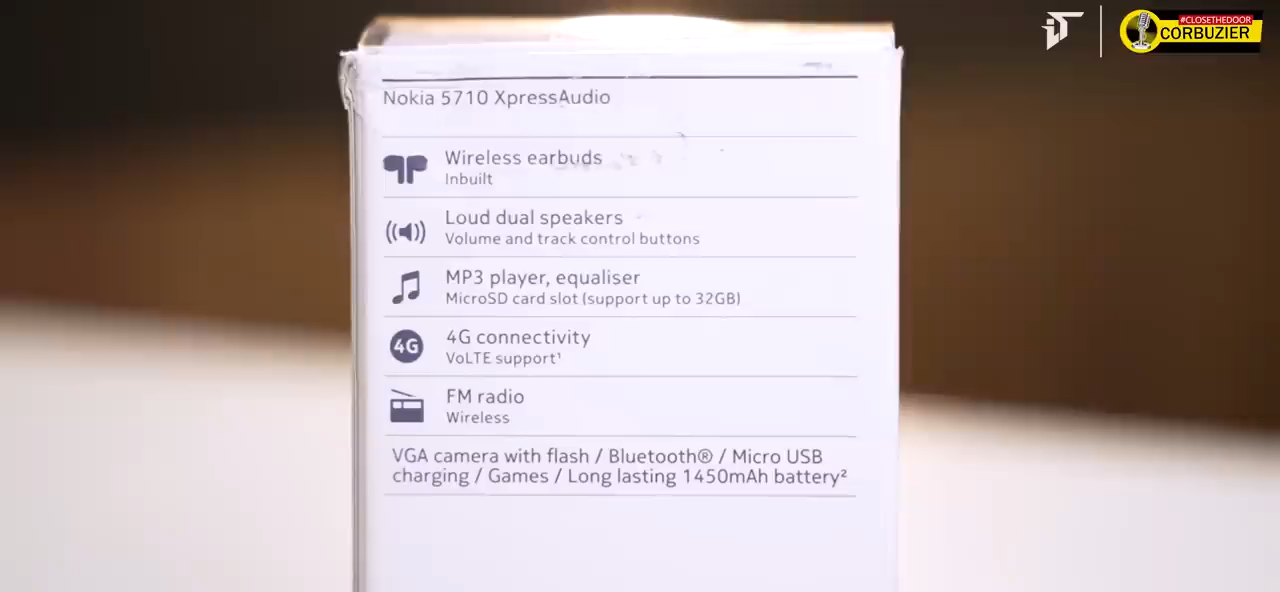 #CLOSETHEDOOR
CORBUZIER
Nokia 5710 XpressAudio
Wireless earbuds
Inbuilt
Loud dual speakers
Volume and track control buttons
MP3 player, equaliser
MicroSD card slot (support up to 32GB)
4G
4G connectivity
VoLTE support¹
FM radio
Wireless
VGA camera with flash / Bluetooth® / Micro USB
charging / Games / Long lasting 1450mAh battery²